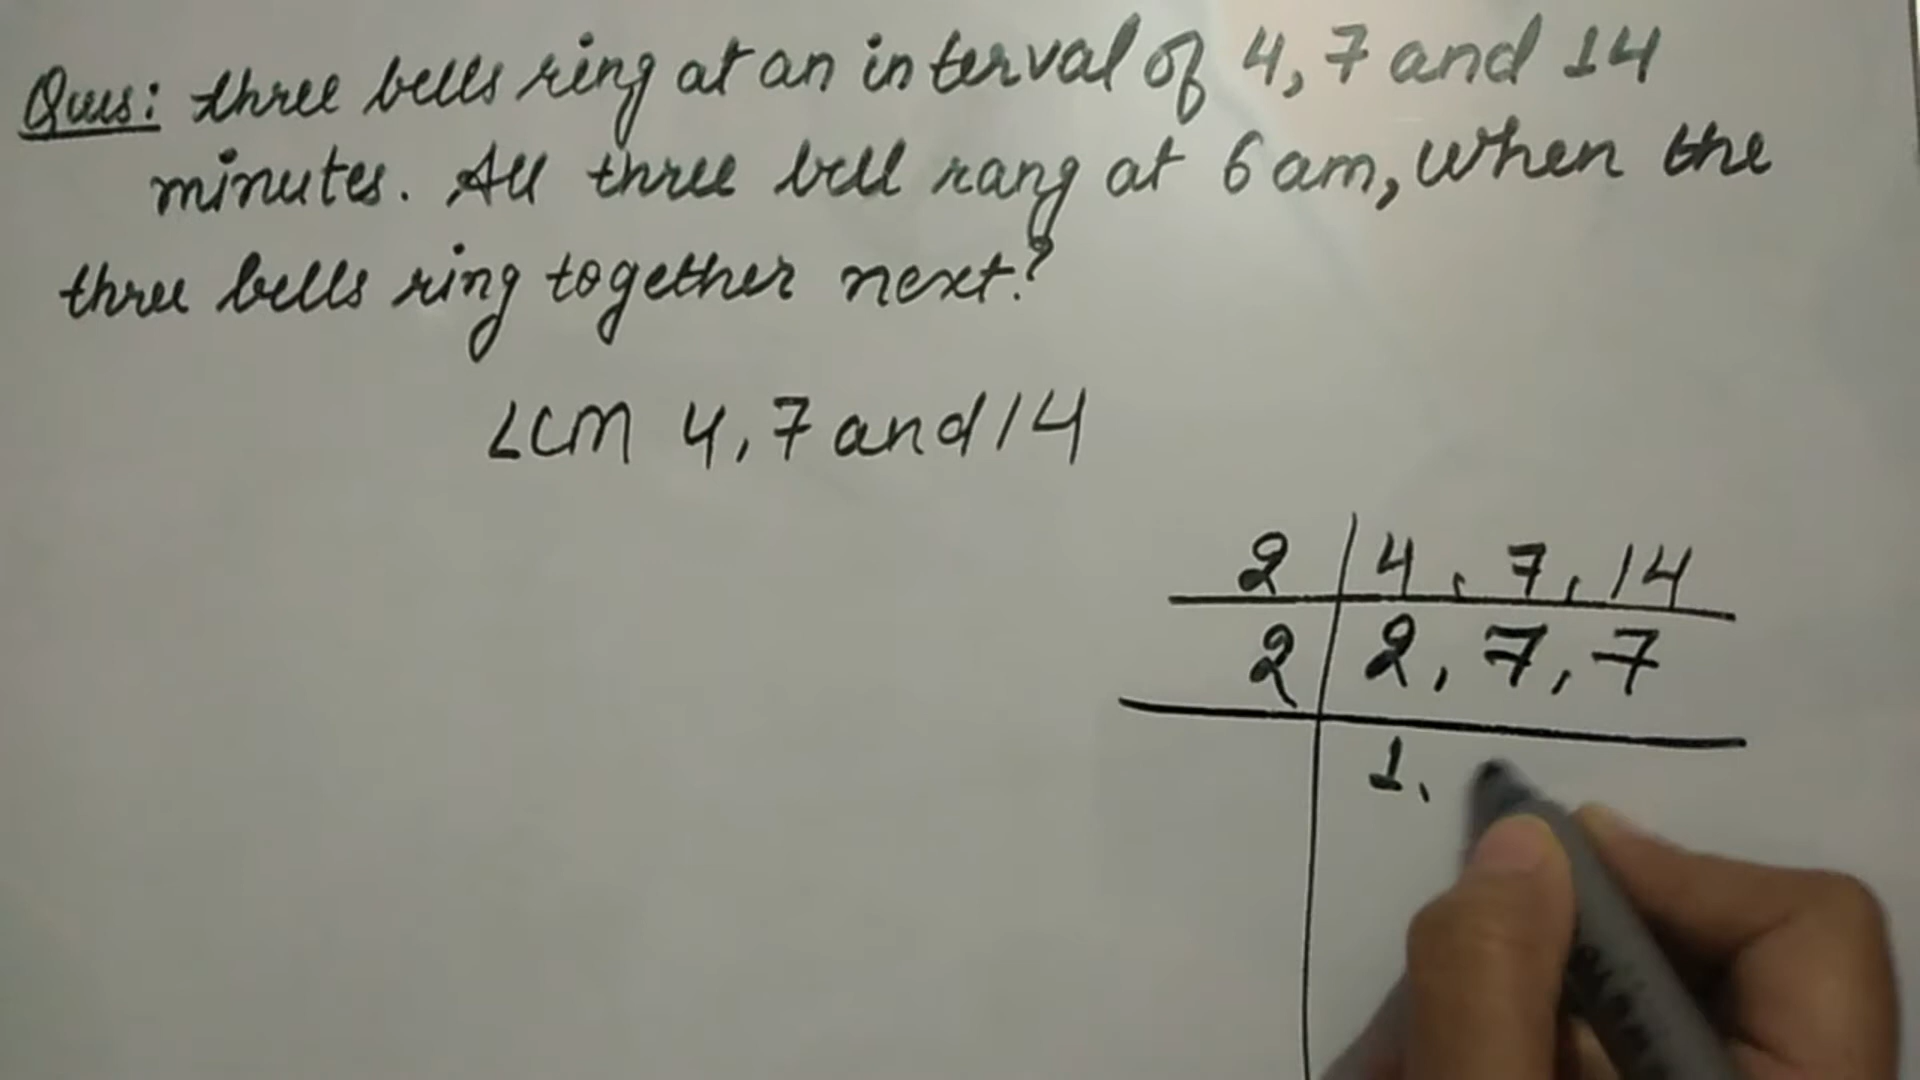 Ques: three bells ring at an interval of 4, 7 and 14
minutes. All three bell rang at 6 am, when the
three bells ring together next?
LCM 4, 7 and 14
2 | 4, 7, 14
2 | 2, 7, 7
1,